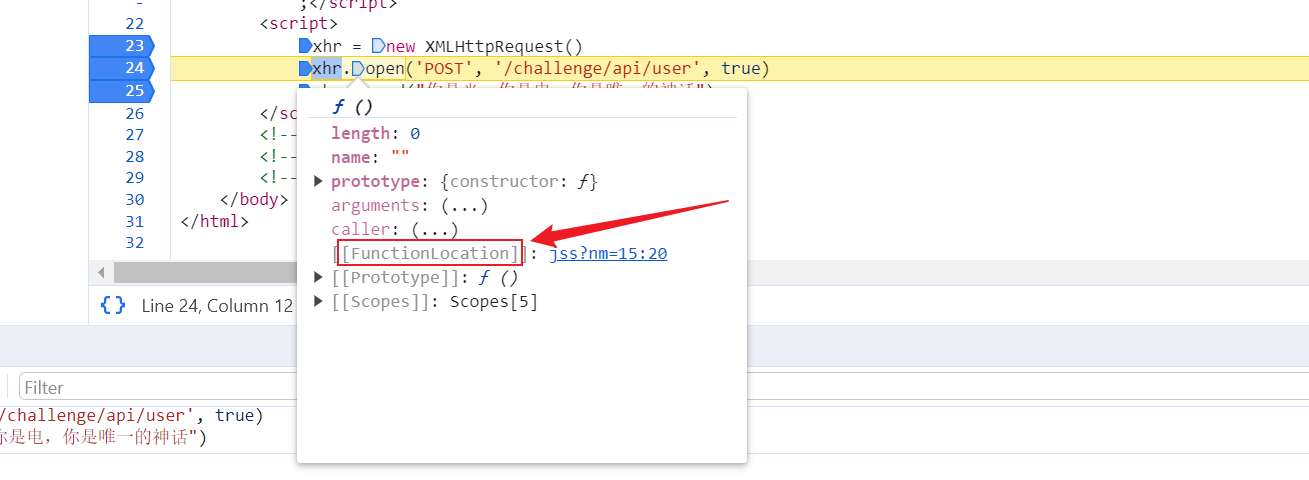 ;</script>
22 <script>
23 xhr = new XMLHttpRequest()
24 xhr.open('POST', '/challenge/api/user', true)
25
26 </sc
27 <!--
28 <!--
29 <!--
30 </body>
31 </html>
32
ƒ ()
length: 0
name: ""
prototype: {constructor: ƒ}
arguments: (...)
caller: (...)
[[FunctionLocation]]: jss?nm=15:20
[[Prototype]]: ƒ ()
[[Scopes]]: Scopes[5]
{} Line 24, Column 12
Filter
/challenge/api/user', true)
你是电，你是唯一的神话")